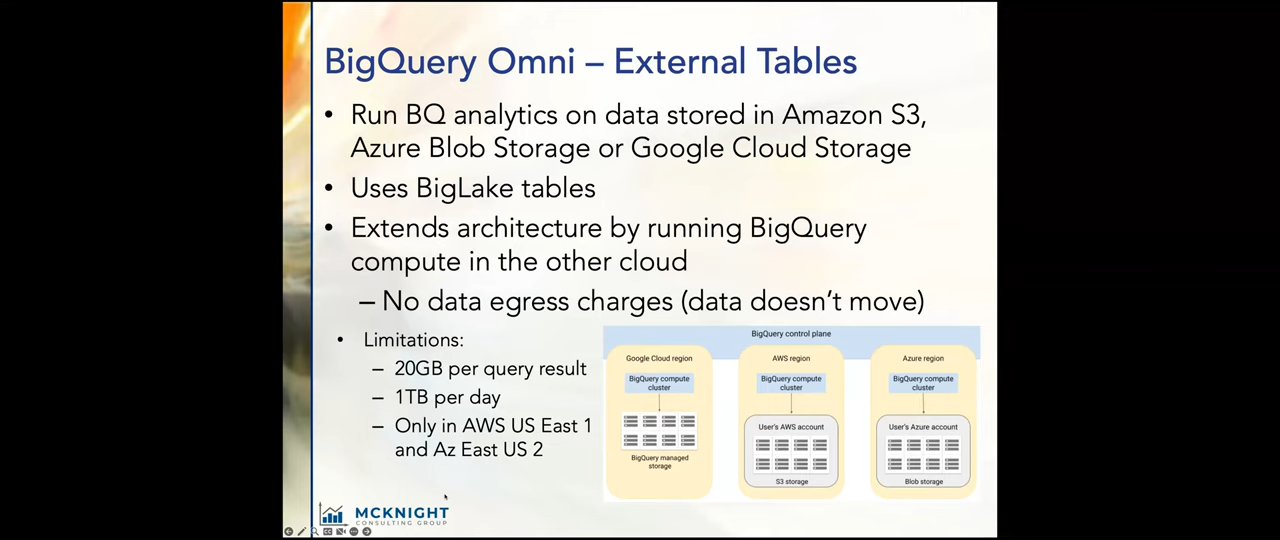 BigQuery Omni – External Tables
• Run BQ analytics on data stored in Amazon S3,
Azure Blob Storage or Google Cloud Storage
• Uses BigLake tables
• Extends architecture by running BigQuery
compute in the other cloud
– No data egress charges (data doesn't move)
• Limitations:
– 20GB per query result
– 1TB per day
– Only in AWS US East 1
and Az East US 2
BigQuery control plane
Google Cloud region
BigQuery compute
cluster
BigQuery managed
storage
AWS region
BigQuery compute
cluster
User's AWS account
S3 storage
Azure region
BigQuery compute
cluster
User's Azure account
Blob storage
MCKNIGHT
CONSULTING GROUP